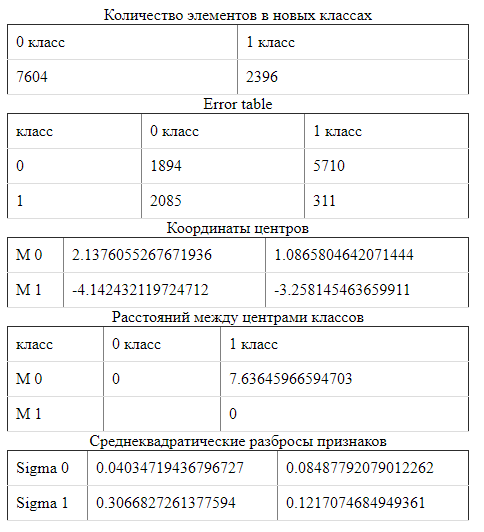 Количество элементов в новых классах
0 класс 1 класс
7604 2396
Error table
класс 0 класс 1 класс
0 1894 5710
1 2085 311
Координаты центров
M 0 2.1376055267671936 1.0865804642071444
M 1 -4.142432119724712 -3.258145463659911
Расстояний между центрами классов
класс 0 класс 1 класс
M 0 0 7.63645966594703
M 1 0
Среднеквадратические разбросы признаков
Sigma 0 0.04034719436796727 0.08487792079012262
Sigma 1 0.3066827261377594 0.1217074684949361